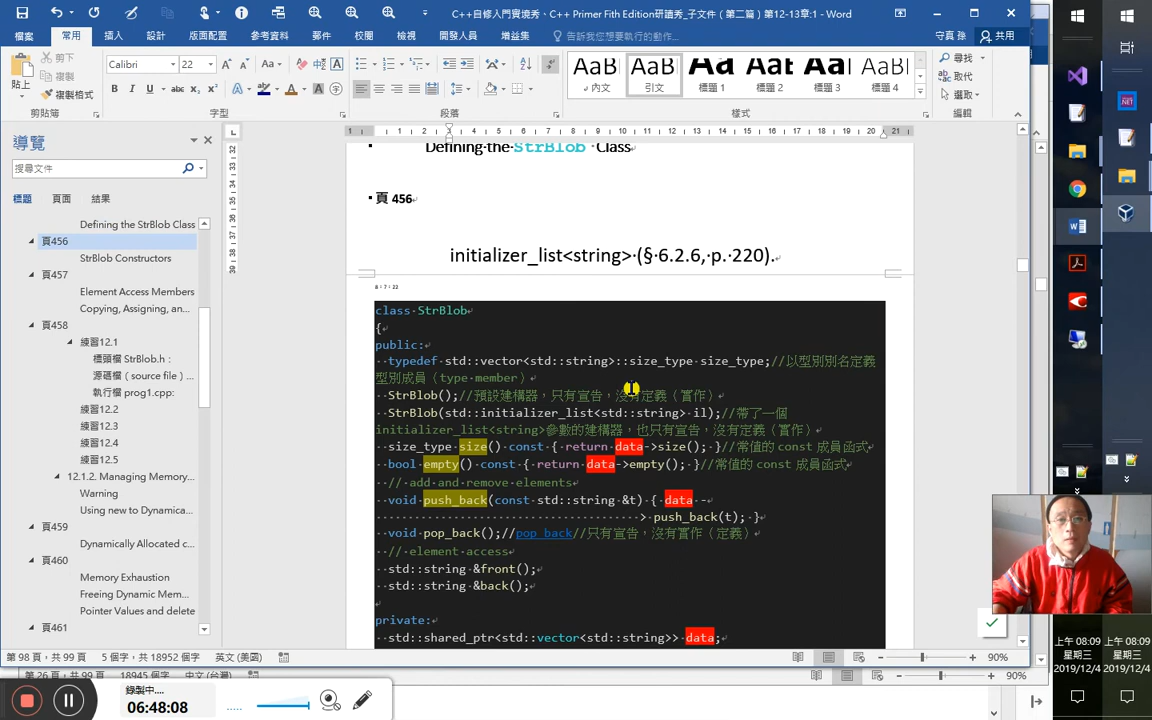 C++自修入門實境秀、C++ Primer Fith Edition研讀秀_子文件（第二篇）第12-13章:1 - Word
檔案 常用 插入 設計 版面配置 參考資料 郵件 校閱 檢視 開發人員 增益集 告訴我您想要執行的動作... 守真 孫 共用
貼上
剪下
複製
複製格式
剪貼簿
Calibri 22
字型
段落
AaB AaBl AaBb AaBb AaBb AaBb
內文 引文 標題 1 標題 2 標題 3 標題 4
樣式
尋找
取代
選取
編輯
導覽
搜尋文件
標題 頁面 結果
Defining the StrBlob Class
頁456
StrBlob Constructors
頁457
Element Access Members
Copying, Assigning, an...
頁458
練習12.1
標頭檔 StrBlob.h：
源碼檔（source file）...
執行檔 prog1.cpp:
練習12.2
練習12.3
練習12.4
練習12.5
12.1.2. Managing Memory...
Warning
Using new to Dynamica...
頁459
Dynamically Allocated c...
頁460
Memory Exhaustion
Freeing Dynamic Mem...
Pointer Values and delete
頁461
Defining the StrBlob Class
頁 456
initializer_list<string> (§ 6.2.6, p. 220).
8：7：22
class StrBlob
{
public:
typedef std::vector<std::string>::size_type size_type;//以型別別名定義
型別成員（type member）
StrBlob();//預設建構器，只有宣告，沒有定義（實作）
StrBlob(std::initializer_list<std::string> il);//帶了一個
initializer_list<string>參數的建構器，也只有宣告，沒有定義（實作）
size_type size() const { return data->size(); }//常值的 const 成員函式
bool empty() const { return data->empty(); }//常值的 const 成員函式
// add and remove elements
void push_back(const std::string &t) { data -
> push_back(t); }
void pop_back();//pop_back//只有宣告，沒有實作（定義）
// element access
std::string &front();
std::string &back();
private:
std::shared_ptr<std::vector<std::string>> data;
第 98 頁，共 99 頁 5 個字，共 18952 個字 英文 (美國) 90%
第 26 頁，共 99 頁 18945 個字 中文 (台灣) 90%
錄製中....
06:48:08
上午 08:09
星期三
2019/12/4
上午 08:09
星期三
2019/12/4